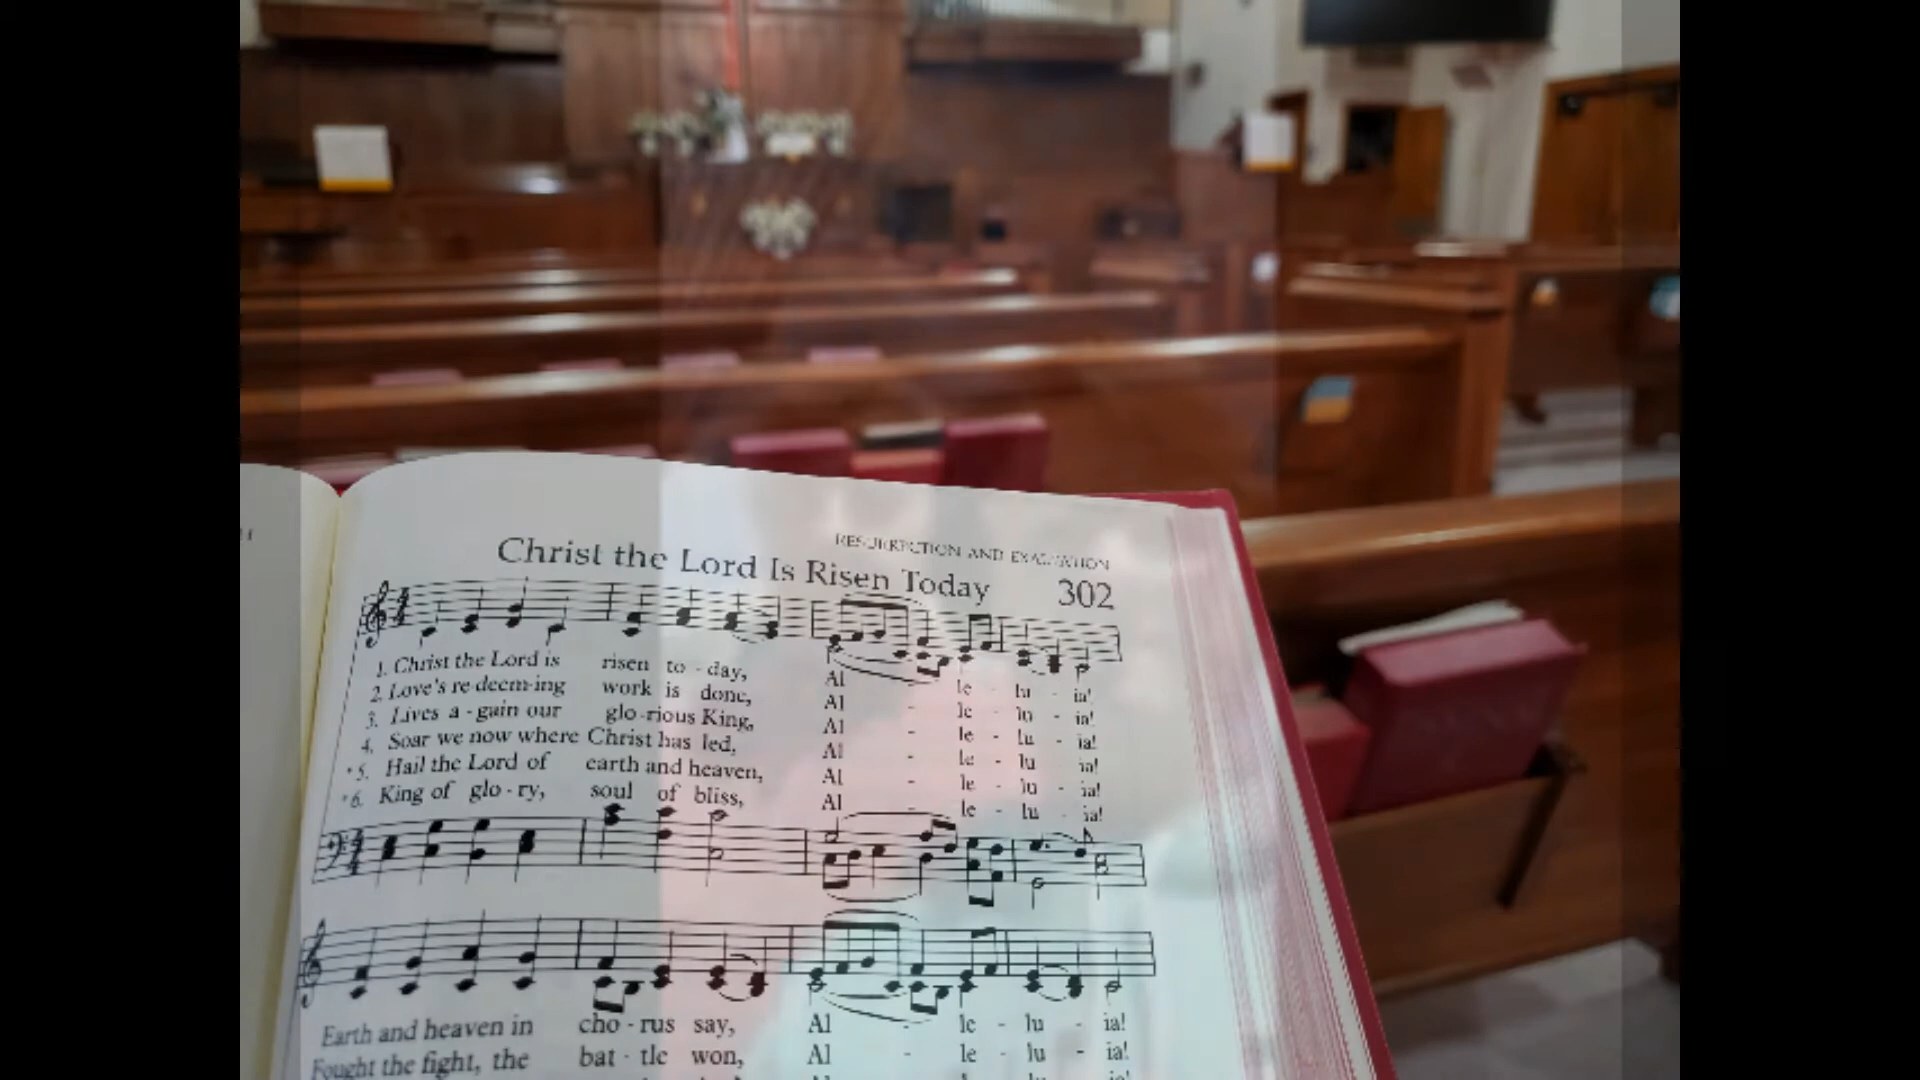 RESURRECTION AND EXALTATION
Christ the Lord Is Risen Today 302
1. Christ the Lord is risen to - day, Al - le - lu - ia!
2. Love's re-deem-ing work is done, Al - le - lu - ia!
3. Lives a - gain our glo - rious King, Al - le - lu - ia!
4. Soar we now where Christ has led, Al - le - lu - ia!
*5. Hail the Lord of earth and heaven, Al - le - lu - ia!
*6. King of glo - ry, soul of bliss, Al - le - lu - ia!
Earth and heaven in cho - rus say, Al - le - lu - ia!
Fought the fight, the bat - tle won, Al - le - lu - ia!